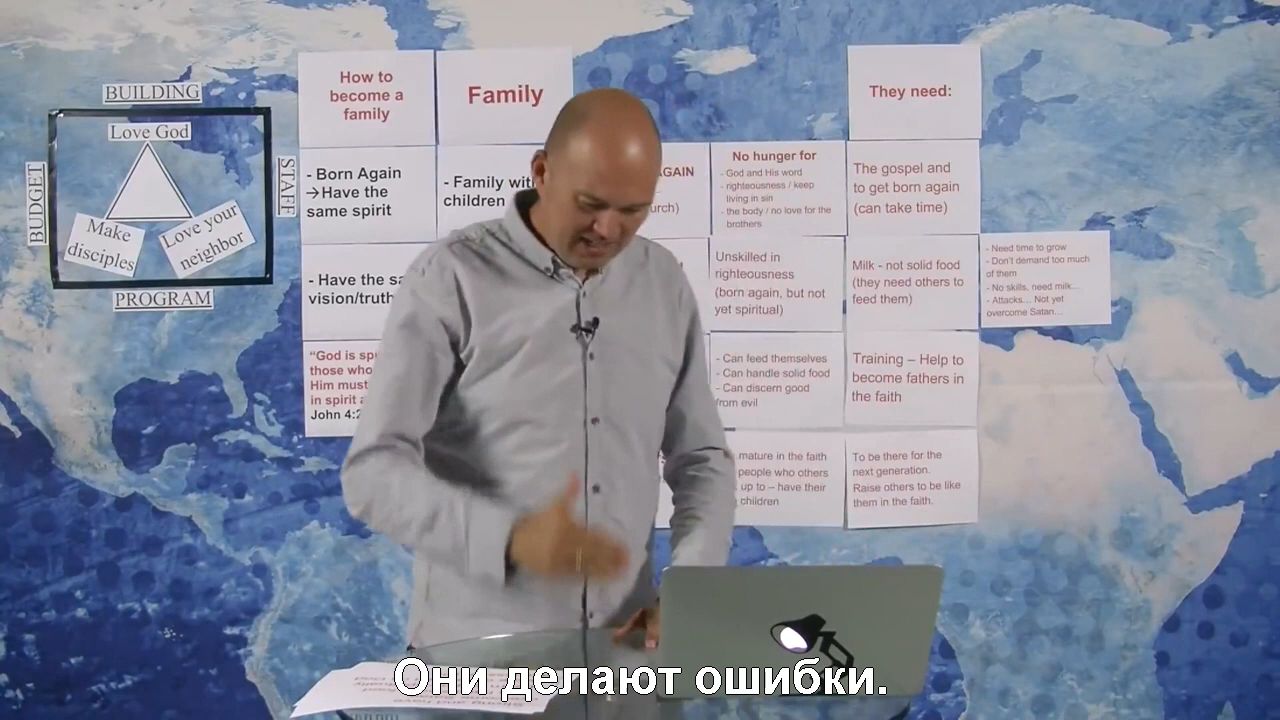 BUILDING
Love God
BUDGET
STAFF
Make
disciples
Love your
neighbor
PROGRAM
How to
become a
family
Family
They need:
- Born Again
→Have the
same spirit
- Family with
children
AGAIN
No hunger for
- God and His word
- righteousness / keep
living in sin
- the body / no love for the
brothers
The gospel and
to get born again
(can take time)
- Have the
vision/truth
Unskilled in
righteousness
(born again, but not
yet spiritual)
Milk - not solid food
(they need others to
feed them)
- Need time to grow
- Don't demand too much
of them
- No skills, need milk...
- Attacks... Not yet
overcome Satan...
"God is
those who
Him must
in spirit
John
- Can feed themselves
- Can handle solid food
- Can discern good
from evil
Training – Help to
become fathers in
the faith
mature in the faith
people who others
up to – have their
children
To be there for the
next generation.
Raise others to be like
them in the faith.
Они делают ошибки.